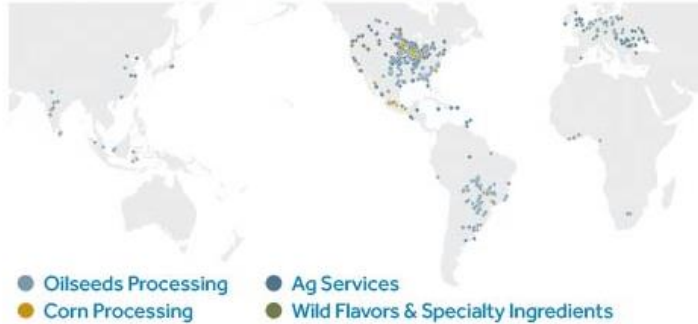 Oilseeds Processing
Ag Services
Corn Processing
Wild Flavors & Specialty Ingredients